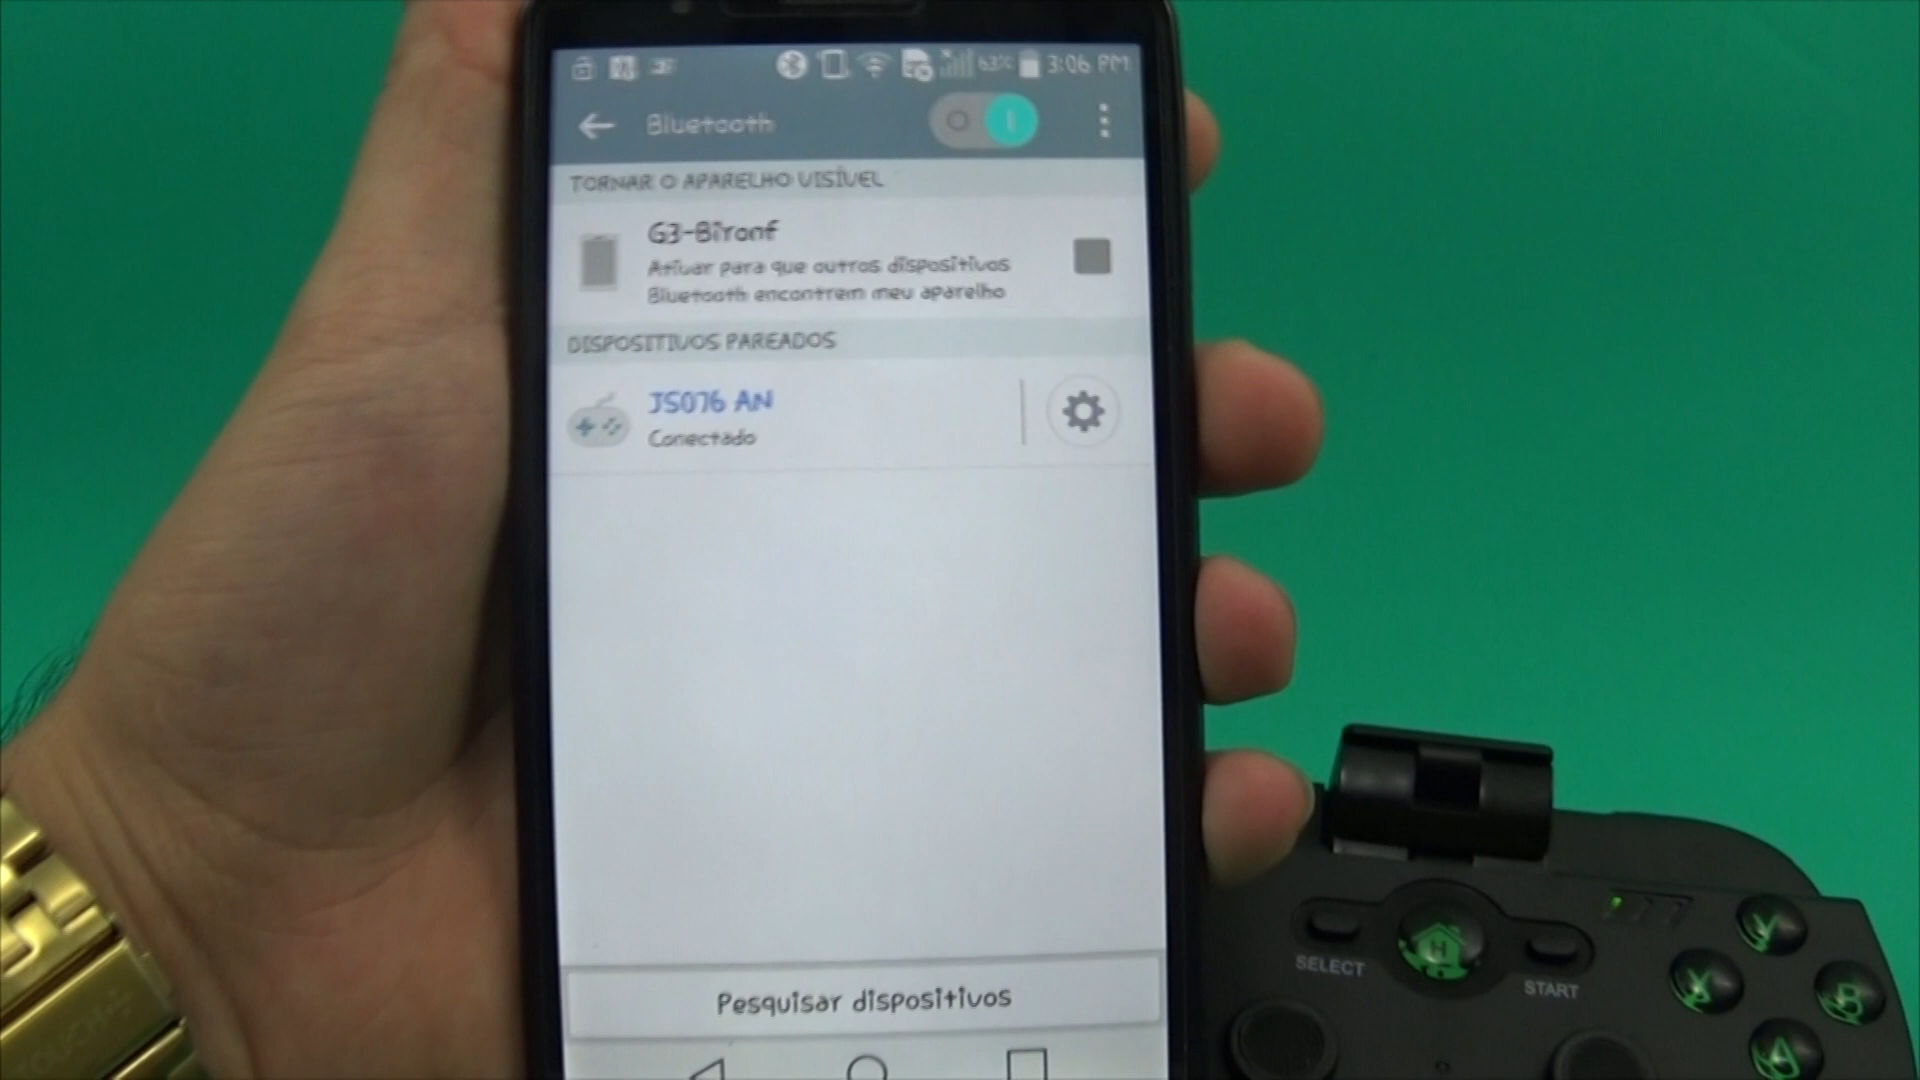 63% 3:06 PM
Bluetooth
TORNAR O APARELHO VISÍVEL
G3-Bironf
Ativar para que outros dispositivos
Bluetooth encontrem meu aparelho
DISPOSITIVOS PAREADOS
JS076 AN
Conectado
Pesquisar dispositivos
SELECT
H
START
Y
X
B
A